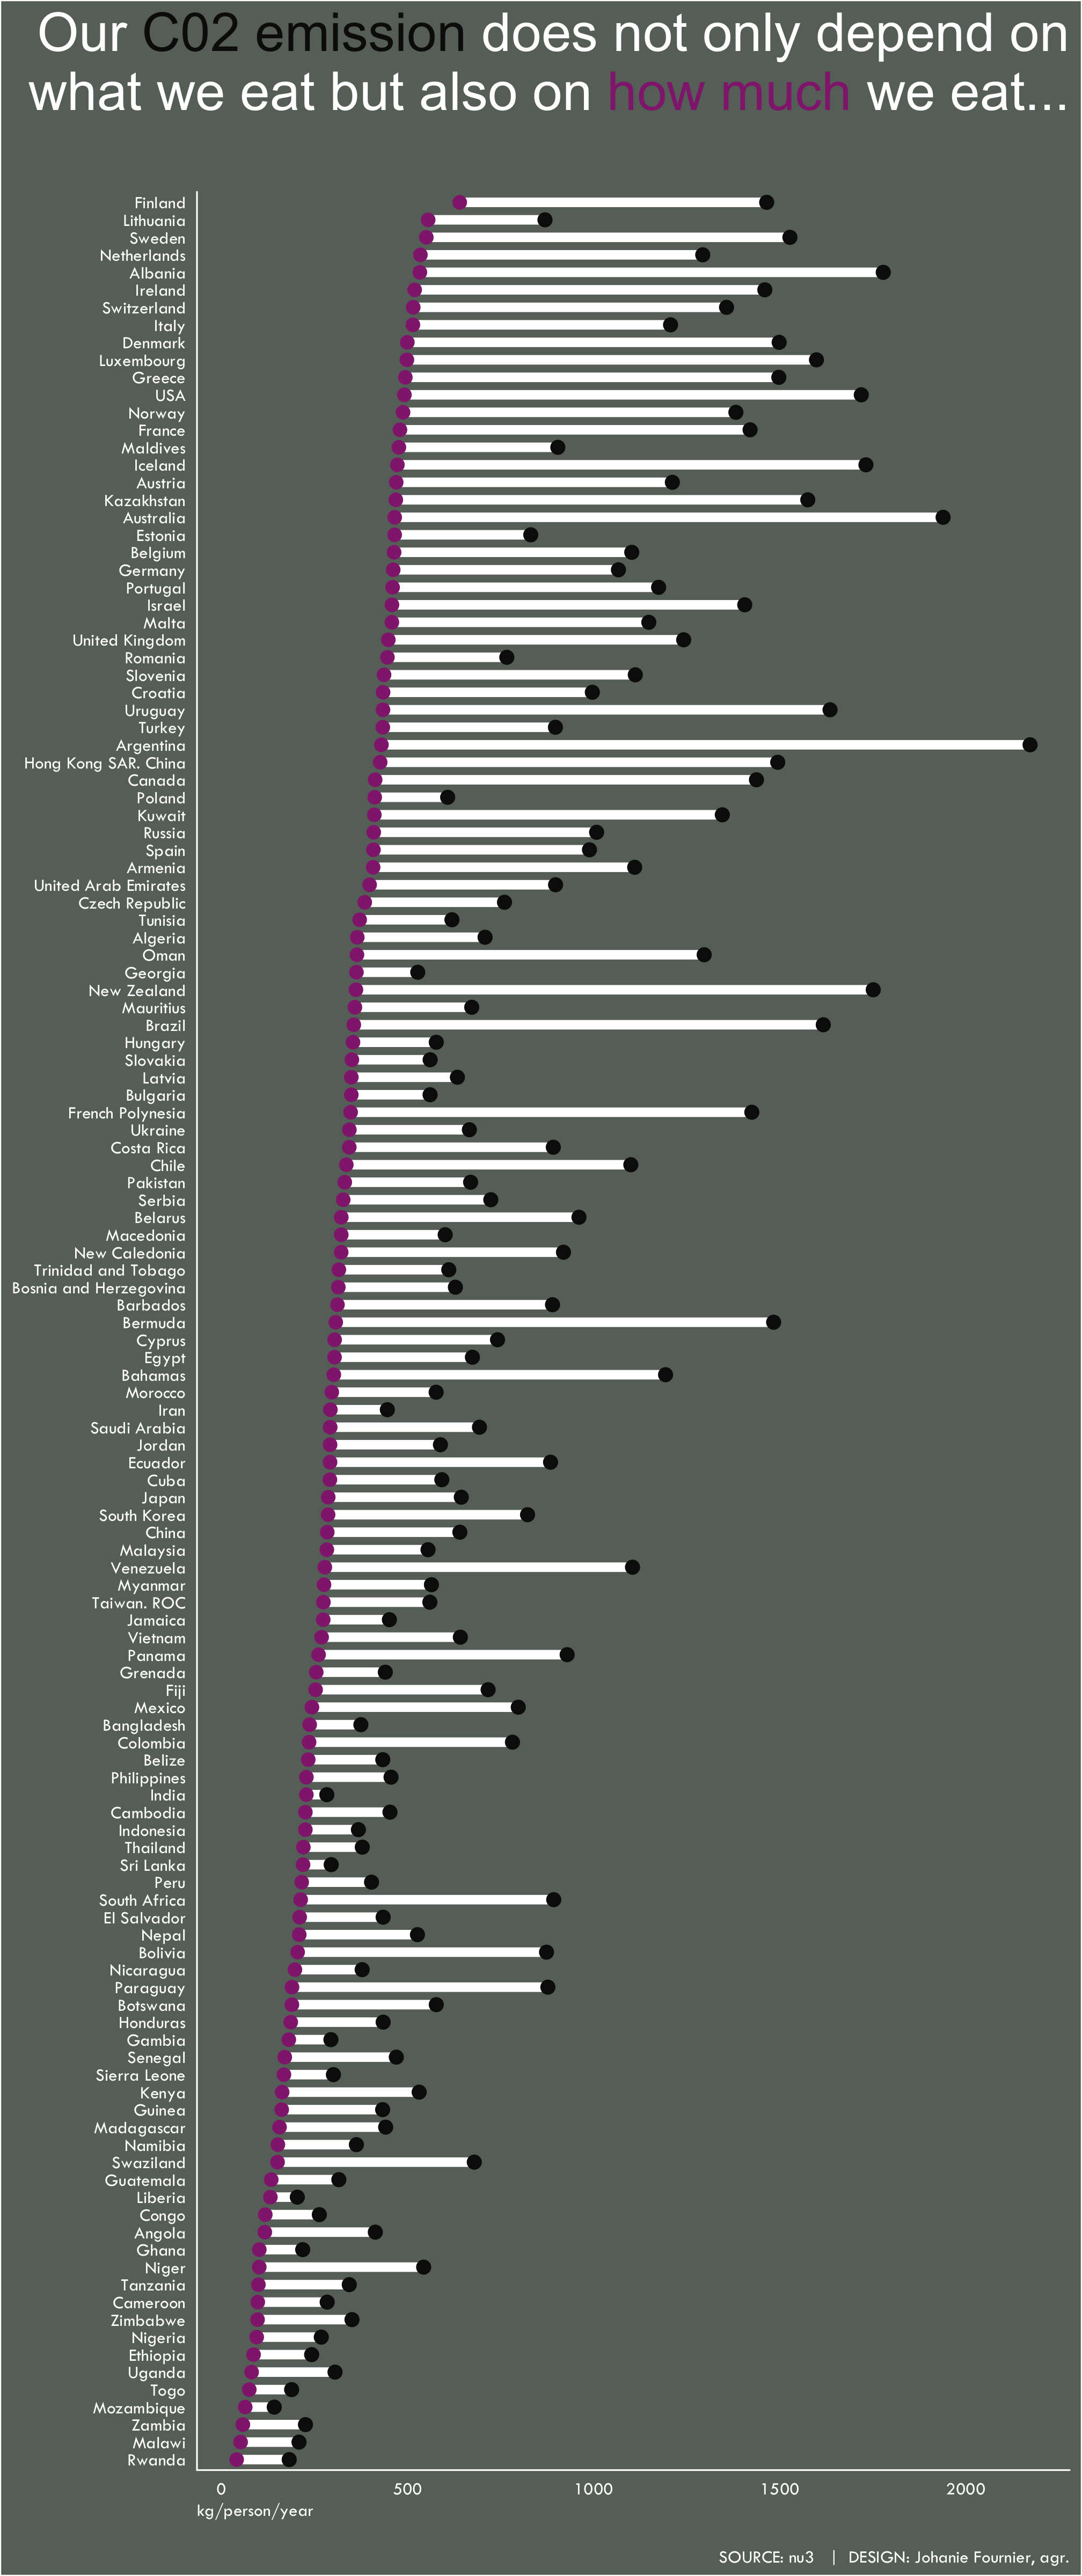 Our C02 emission does not only depend on
what we eat but also on how much we eat...
Finland
Lithuania
Sweden
Netherlands
Albania
Ireland
Switzerland
Italy
Denmark
Luxembourg
Greece
USA
Norway
France
Maldives
Iceland
Austria
Kazakhstan
Australia
Estonia
Belgium
Germany
Portugal
Israel
Malta
United Kingdom
Romania
Slovenia
Croatia
Uruguay
Turkey
Argentina
Hong Kong SAR. China
Canada
Poland
Kuwait
Russia
Spain
Armenia
United Arab Emirates
Czech Republic
Tunisia
Algeria
Oman
Georgia
New Zealand
Mauritius
Brazil
Hungary
Slovakia
Latvia
Bulgaria
French Polynesia
Ukraine
Costa Rica
Chile
Pakistan
Serbia
Belarus
Macedonia
New Caledonia
Trinidad and Tobago
Bosnia and Herzegovina
Barbados
Bermuda
Cyprus
Egypt
Bahamas
Morocco
Iran
Saudi Arabia
Jordan
Ecuador
Cuba
Japan
South Korea
China
Malaysia
Venezuela
Myanmar
Taiwan. ROC
Jamaica
Vietnam
Panama
Grenada
Fiji
Mexico
Bangladesh
Colombia
Belize
Philippines
India
Cambodia
Indonesia
Thailand
Sri Lanka
Peru
South Africa
El Salvador
Nepal
Bolivia
Nicaragua
Paraguay
Botswana
Honduras
Gambia
Senegal
Sierra Leone
Kenya
Guinea
Madagascar
Namibia
Swaziland
Guatemala
Liberia
Congo
Angola
Ghana
Niger
Tanzania
Cameroon
Zimbabwe
Nigeria
Ethiopia
Uganda
Togo
Mozambique
Zambia
Malawi
Rwanda
0 500 1000 1500 2000
kg/person/year
SOURCE: nu3 | DESIGN: Johanie Fournier, agr.